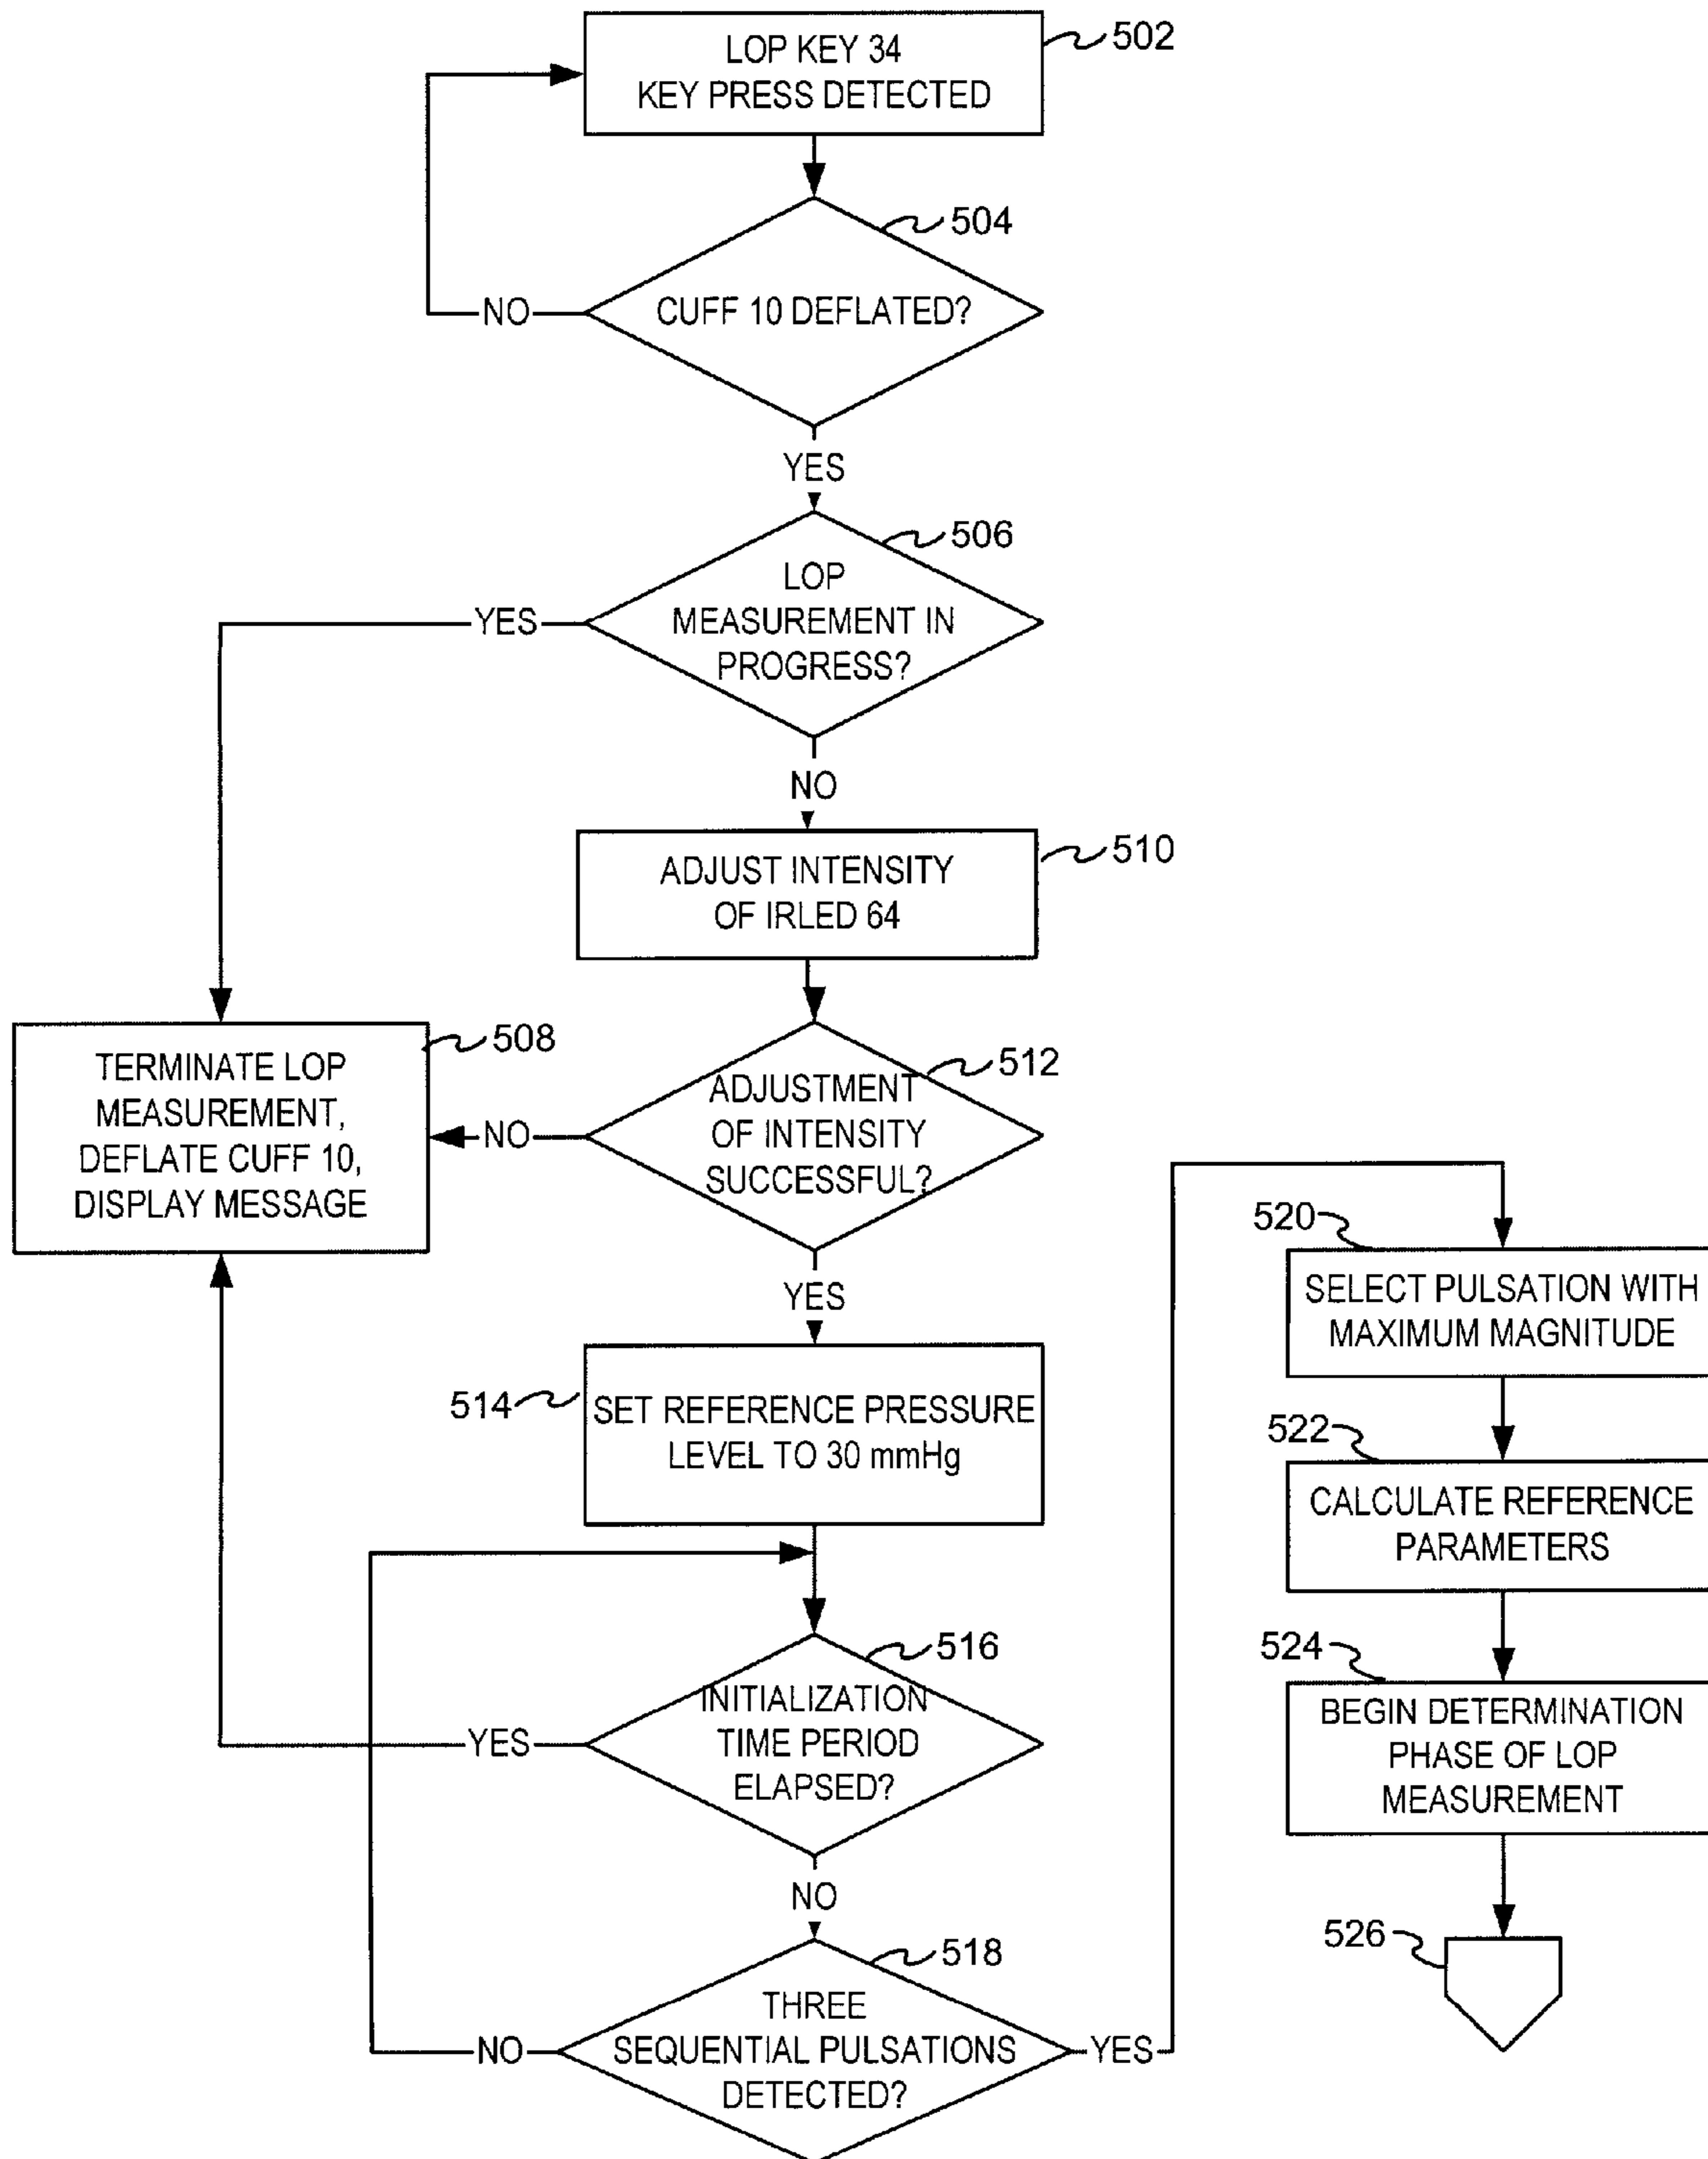 LOP KEY 34
KEY PRESS DETECTED
502
504
CUFF 10 DEFLATED?
NO
YES
506
LOP
MEASUREMENT IN
PROGRESS?
YES
NO
510
ADJUST INTENSITY
OF IRLED 64
508
TERMINATE LOP
MEASUREMENT,
DEFLATE CUFF 10,
DISPLAY MESSAGE
512
ADJUSTMENT
OF INTENSITY
SUCCESSFUL?
NO
YES
514
SET REFERENCE PRESSURE
LEVEL TO 30 mmHg
516
INITIALIZATION
TIME PERIOD
ELAPSED?
YES
NO
518
THREE
SEQUENTIAL PULSATIONS
DETECTED?
NO
YES
520
SELECT PULSATION WITH
MAXIMUM MAGNITUDE
522
CALCULATE REFERENCE
PARAMETERS
524
BEGIN DETERMINATION
PHASE OF LOP
MEASUREMENT
526